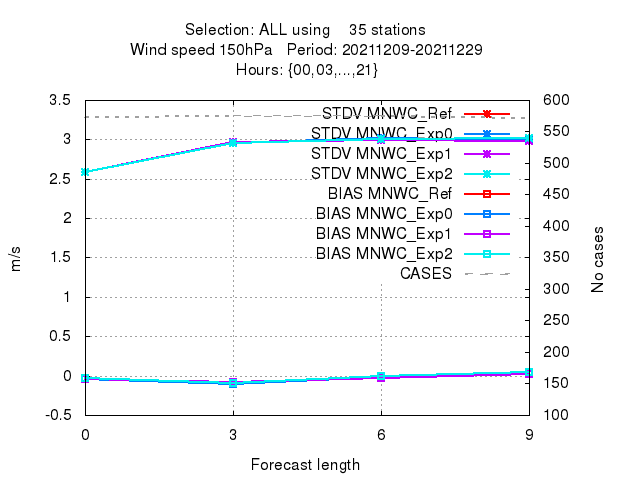 Selection: ALL using 35 stations
Wind speed 150hPa Period: 20211209-20211229
Hours: {00,03,...,21}
3.5
3
2.5
2
1.5
1
0.5
0
-0.5
600
550
500
450
400
350
300
250
200
150
100
STDV MNWC_Ref
STDV MNWC_Exp0
STDV MNWC_Exp1
STDV MNWC_Exp2
BIAS MNWC_Ref
BIAS MNWC_Exp0
BIAS MNWC_Exp1
BIAS MNWC_Exp2
CASES
m/s
No cases
0 3 6 9
Forecast length